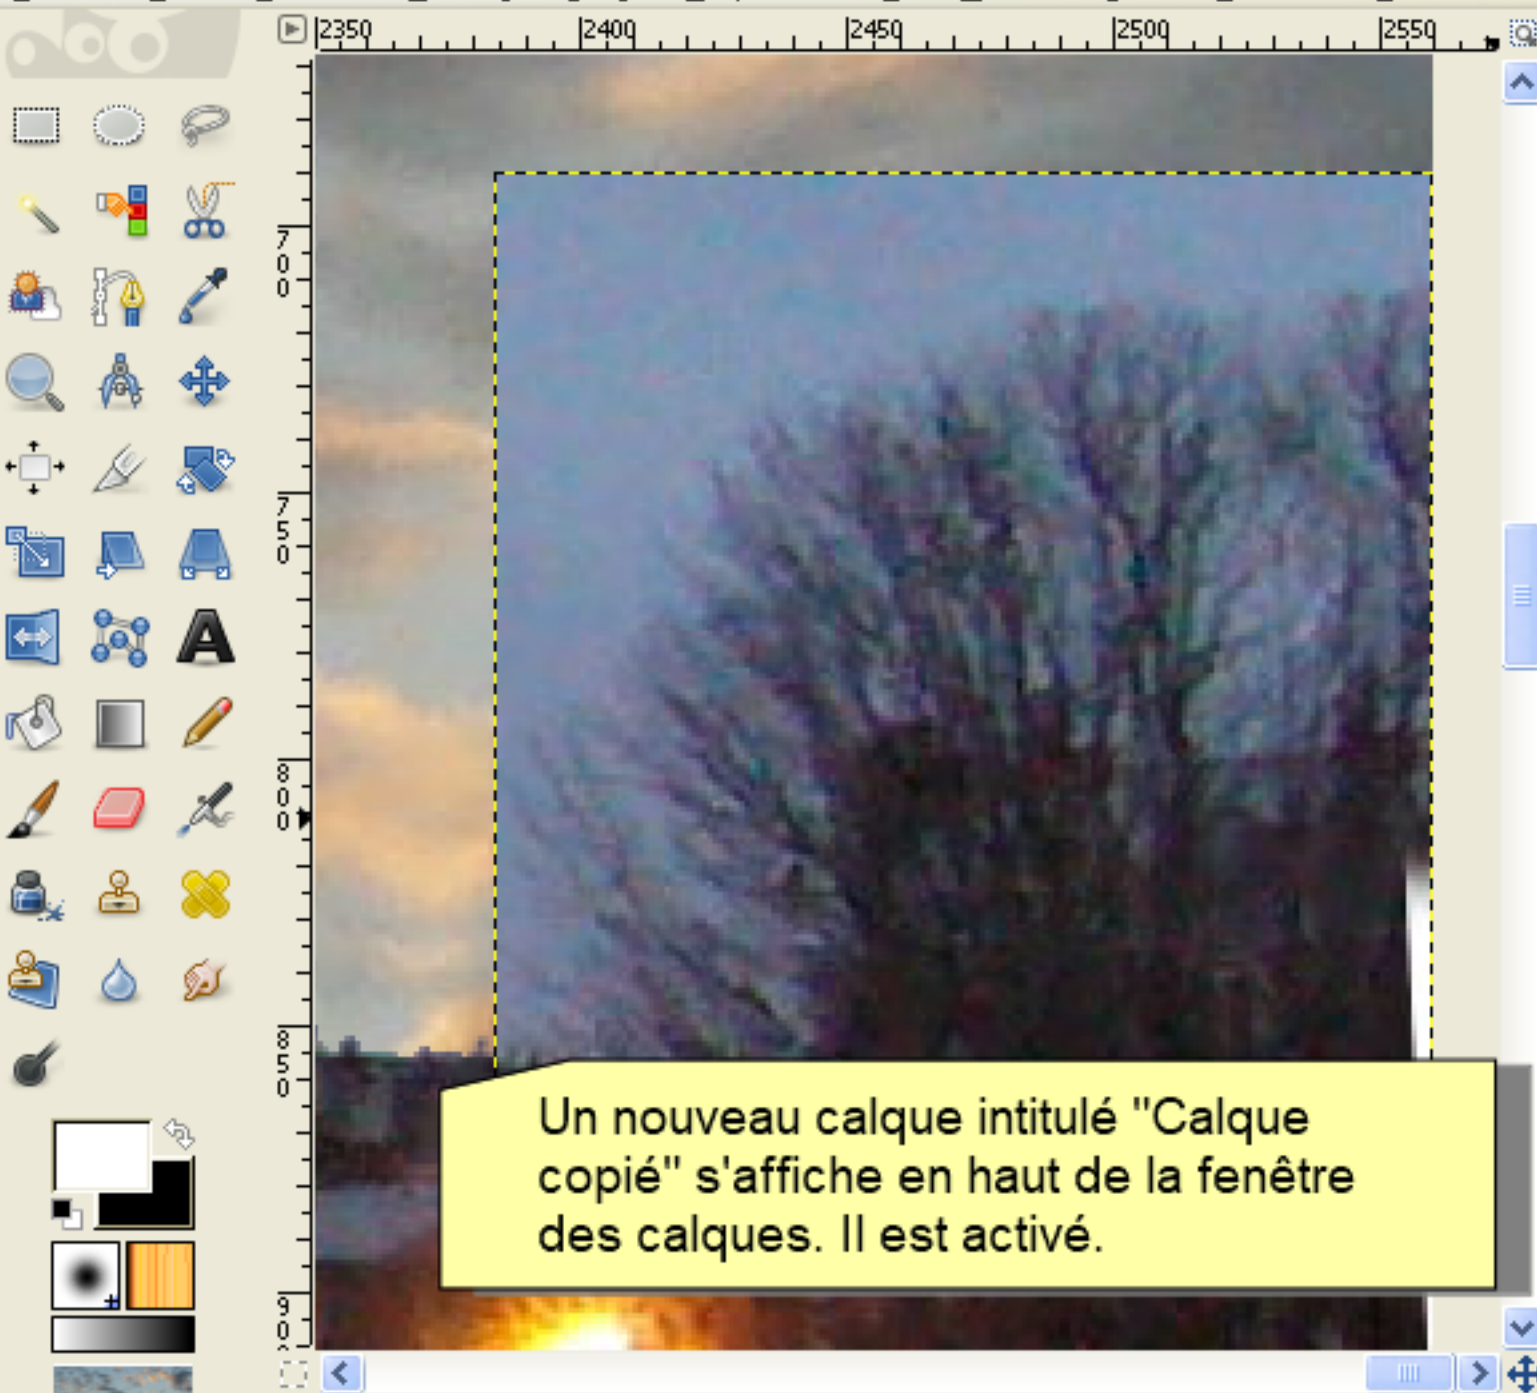 2350 2400 2450 2500 2550
700
750
800
850
90
A
Un nouveau calque intitulé "Calque
copié" s'affiche en haut de la fenêtre
des calques. Il est activé.